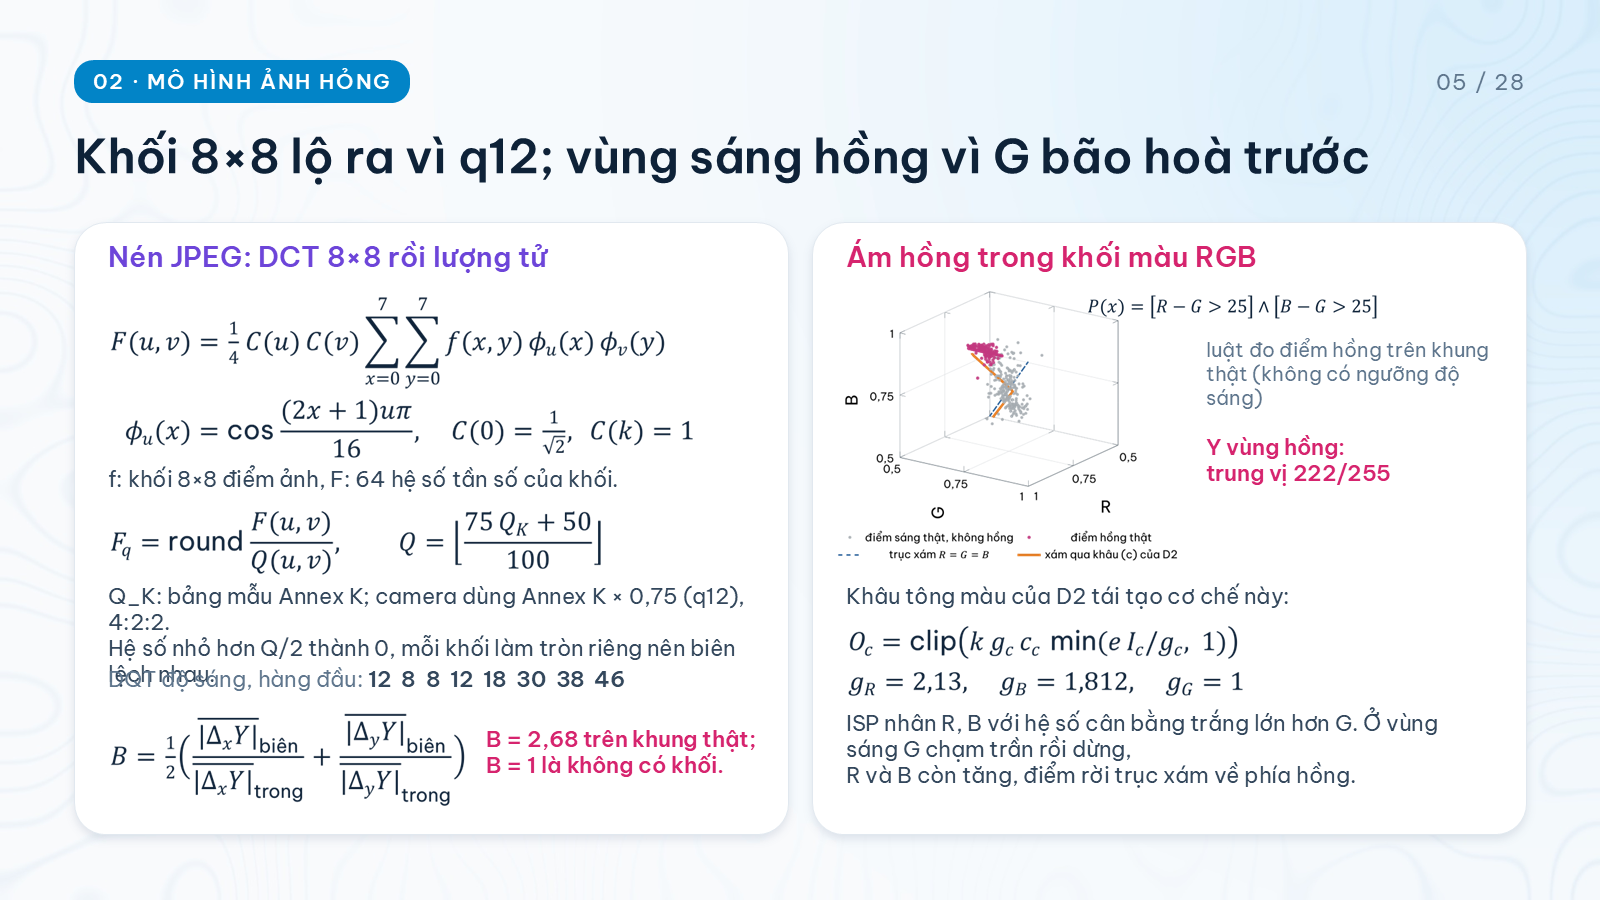 02 · MÔ HÌNH ẢNH HỎNG
05 / 28
Khối 8×8 lộ ra vì q12; vùng sáng hồng vì G bão hoà trước
Nén JPEG: DCT 8×8 rồi lượng tử
F(u, v) = 1/4 C(u) C(v) ∑_{x=0}^{7} ∑_{y=0}^{7} f(x, y) ϕ_u(x) ϕ_v(y)
ϕ_u(x) = cos (2x + 1)uπ / 16, C(0) = 1/√2, C(k) = 1
f: khối 8×8 điểm ảnh, F: 64 hệ số tần số của khối.
F_q = round F(u, v) / Q(u, v), Q = ⌊(75 Q_K + 50) / 100⌋
Q_K: bảng mẫu Annex K; camera dùng Annex K × 0,75 (q12),
4:2:2.
Hệ số nhỏ hơn Q/2 thành 0, mỗi khối làm tròn riêng nên biên
lệch nhau.
DQT độ sáng, hàng đầu: 12 8 8 12 18 30 38 46
B = 1/2 ( |Δ_x Y| biên / |Δ_x Y| trong + |Δ_y Y| biên / |Δ_y Y| trong )
B = 2,68 trên khung thật;
B = 1 là không có khối.
Ám hồng trong khối màu RGB
P(x) = [R − G > 25] ∧ [B − G > 25]
luật đo điểm hồng trên khung
thật (không có ngưỡng độ
sáng)
Y vùng hồng:
trung vị 222/255
1
0,75
0,5
B
0,5
0,75
1
G
1
0,75
0,5
R
điểm sáng thật, không hồng
điểm hồng thật
trục xám R = G = B
xám qua khâu (c) của D2
Khâu tông màu của D2 tái tạo cơ chế này:
O_c = clip(k g_c c_c min(e I_c/g_c, 1))
g_R = 2,13, g_B = 1,812, g_G = 1
ISP nhân R, B với hệ số cân bằng trắng lớn hơn G. Ở vùng
sáng G chạm trần rồi dừng,
R và B còn tăng, điểm rời trục xám về phía hồng.